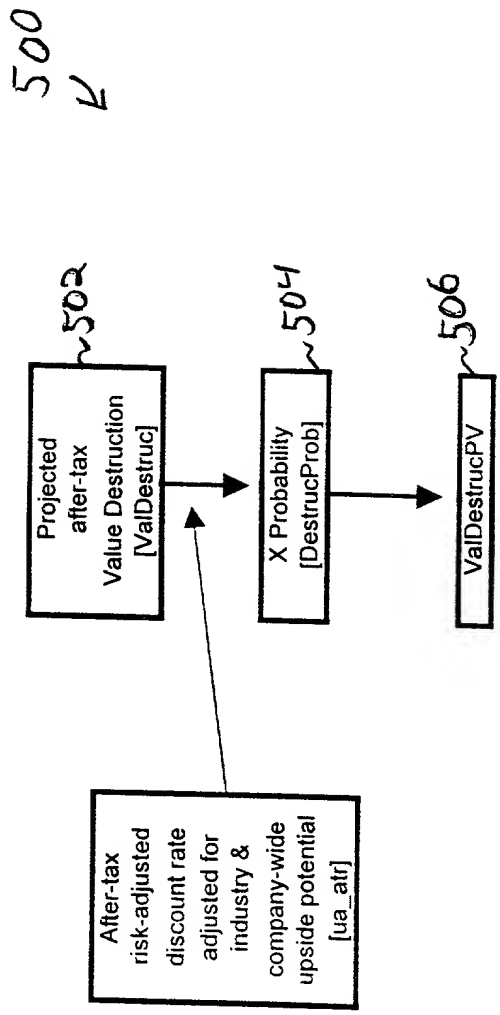 500
Projected
after-tax
Value Destruction
[ValDestruc]
~502
After-tax
risk-adjusted
discount rate
adjusted for
industry &
company-wide
upside potential
[ua_atr]
X Probability
[DestrucProb]
~504
ValDestrucPV
~506